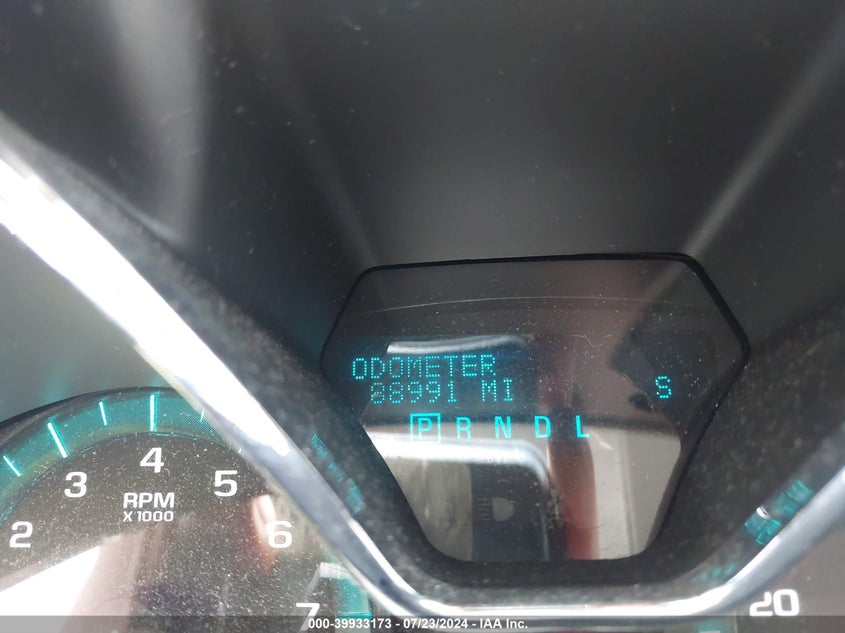 ODOMETER
88991 MI
S
P R N D L
2
3
4
5
6
7
RPM
X1000
20
000-39933173 - 07/23/2024 - IAA Inc.